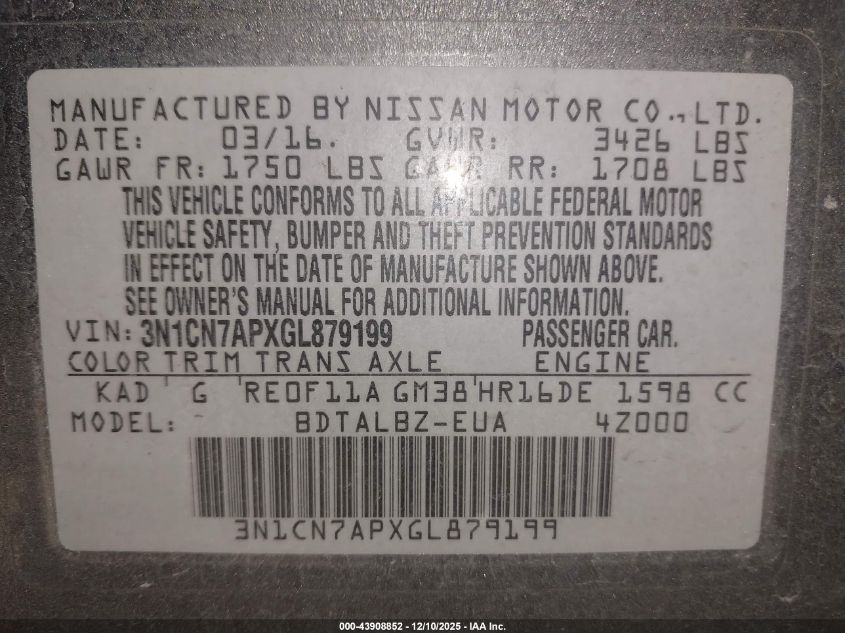 MANUFACTURED BY NISSAN MOTOR CO.,LTD.
DATE: 03/16. GVWR: 3426 LBS
GAWR FR: 1750 LBS GAWR RR: 1708 LBS
THIS VEHICLE CONFORMS TO ALL APPLICABLE FEDERAL MOTOR
VEHICLE SAFETY, BUMPER AND THEFT PREVENTION STANDARDS
IN EFFECT ON THE DATE OF MANUFACTURE SHOWN ABOVE.
SEE OWNER'S MANUAL FOR ADDITIONAL INFORMATION.
VIN: 3N1CN7APXGL879199 PASSENGER CAR.
COLOR TRIM TRANS AXLE ENGINE
KAD G RE0F11A GM38 HR16DE 1598 CC
MODEL: BDTALBZ-EUA 4Z000
3N1CN7APXGL879199
000-43908852 - 12/10/2025 - IAA Inc.